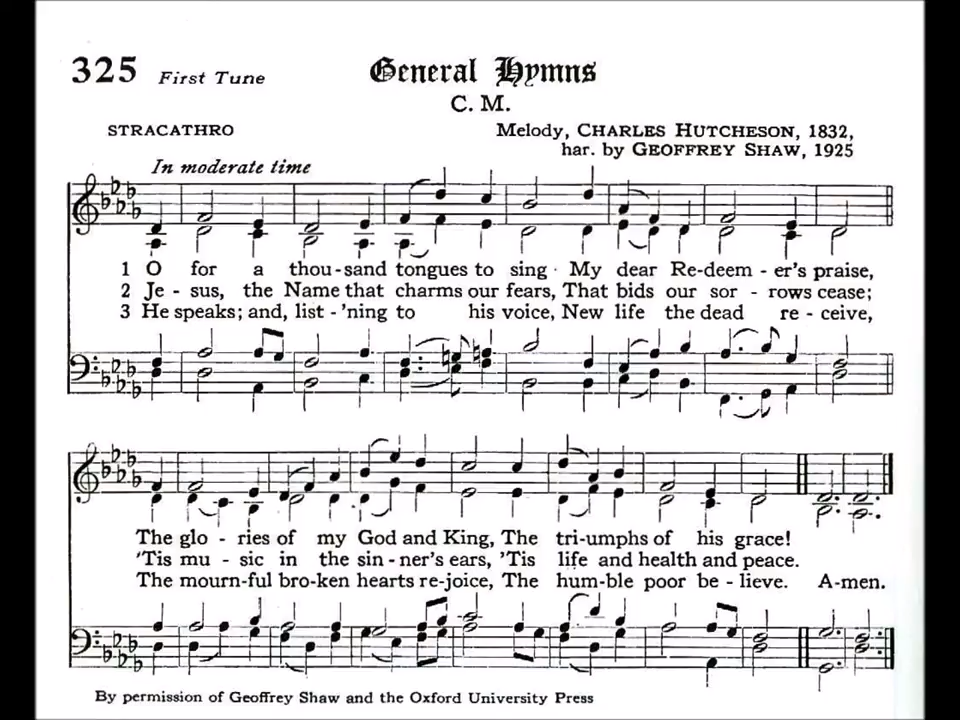 325 First Tune General Hymns
C. M.
STRACATHRO Melody, CHARLES HUTCHESON, 1832,
har. by GEOFFREY SHAW, 1925
In moderate time
1 O for a thou-sand tongues to sing My dear Re-deem - er's praise,
2 Je - sus, the Name that charms our fears, That bids our sor - rows cease;
3 He speaks; and, list - 'ning to his voice, New life the dead re - ceive,
The glo - ries of my God and King, The tri-umphs of his grace!
'Tis mu - sic in the sin - ner's ears, 'Tis life and health and peace.
The mourn-ful bro-ken hearts re-joice, The hum-ble poor be - lieve. A-men.
By permission of Geoffrey Shaw and the Oxford University Press